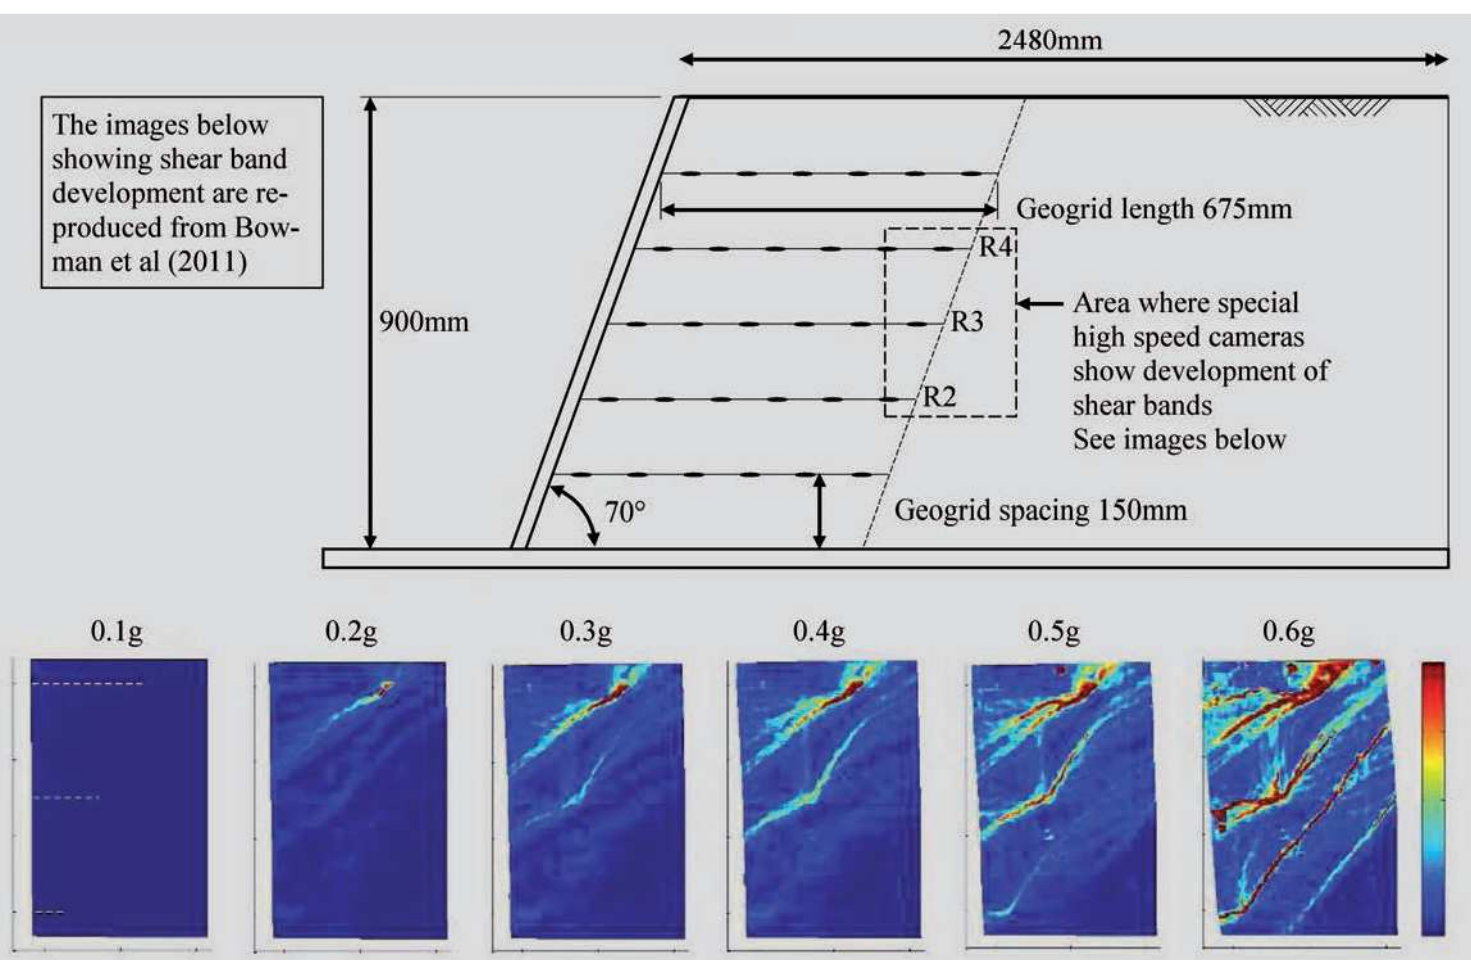 2480mm
The images below
showing shear band
development are re-
produced from Bow-
man et al (2011)
Geogrid length 675mm
R4
900mm
R3
Area where special
high speed cameras
show development of
shear bands
See images below
R2
70°
Geogrid spacing 150mm
0.1g
0.2g
0.3g
0.4g
0.5g
0.6g